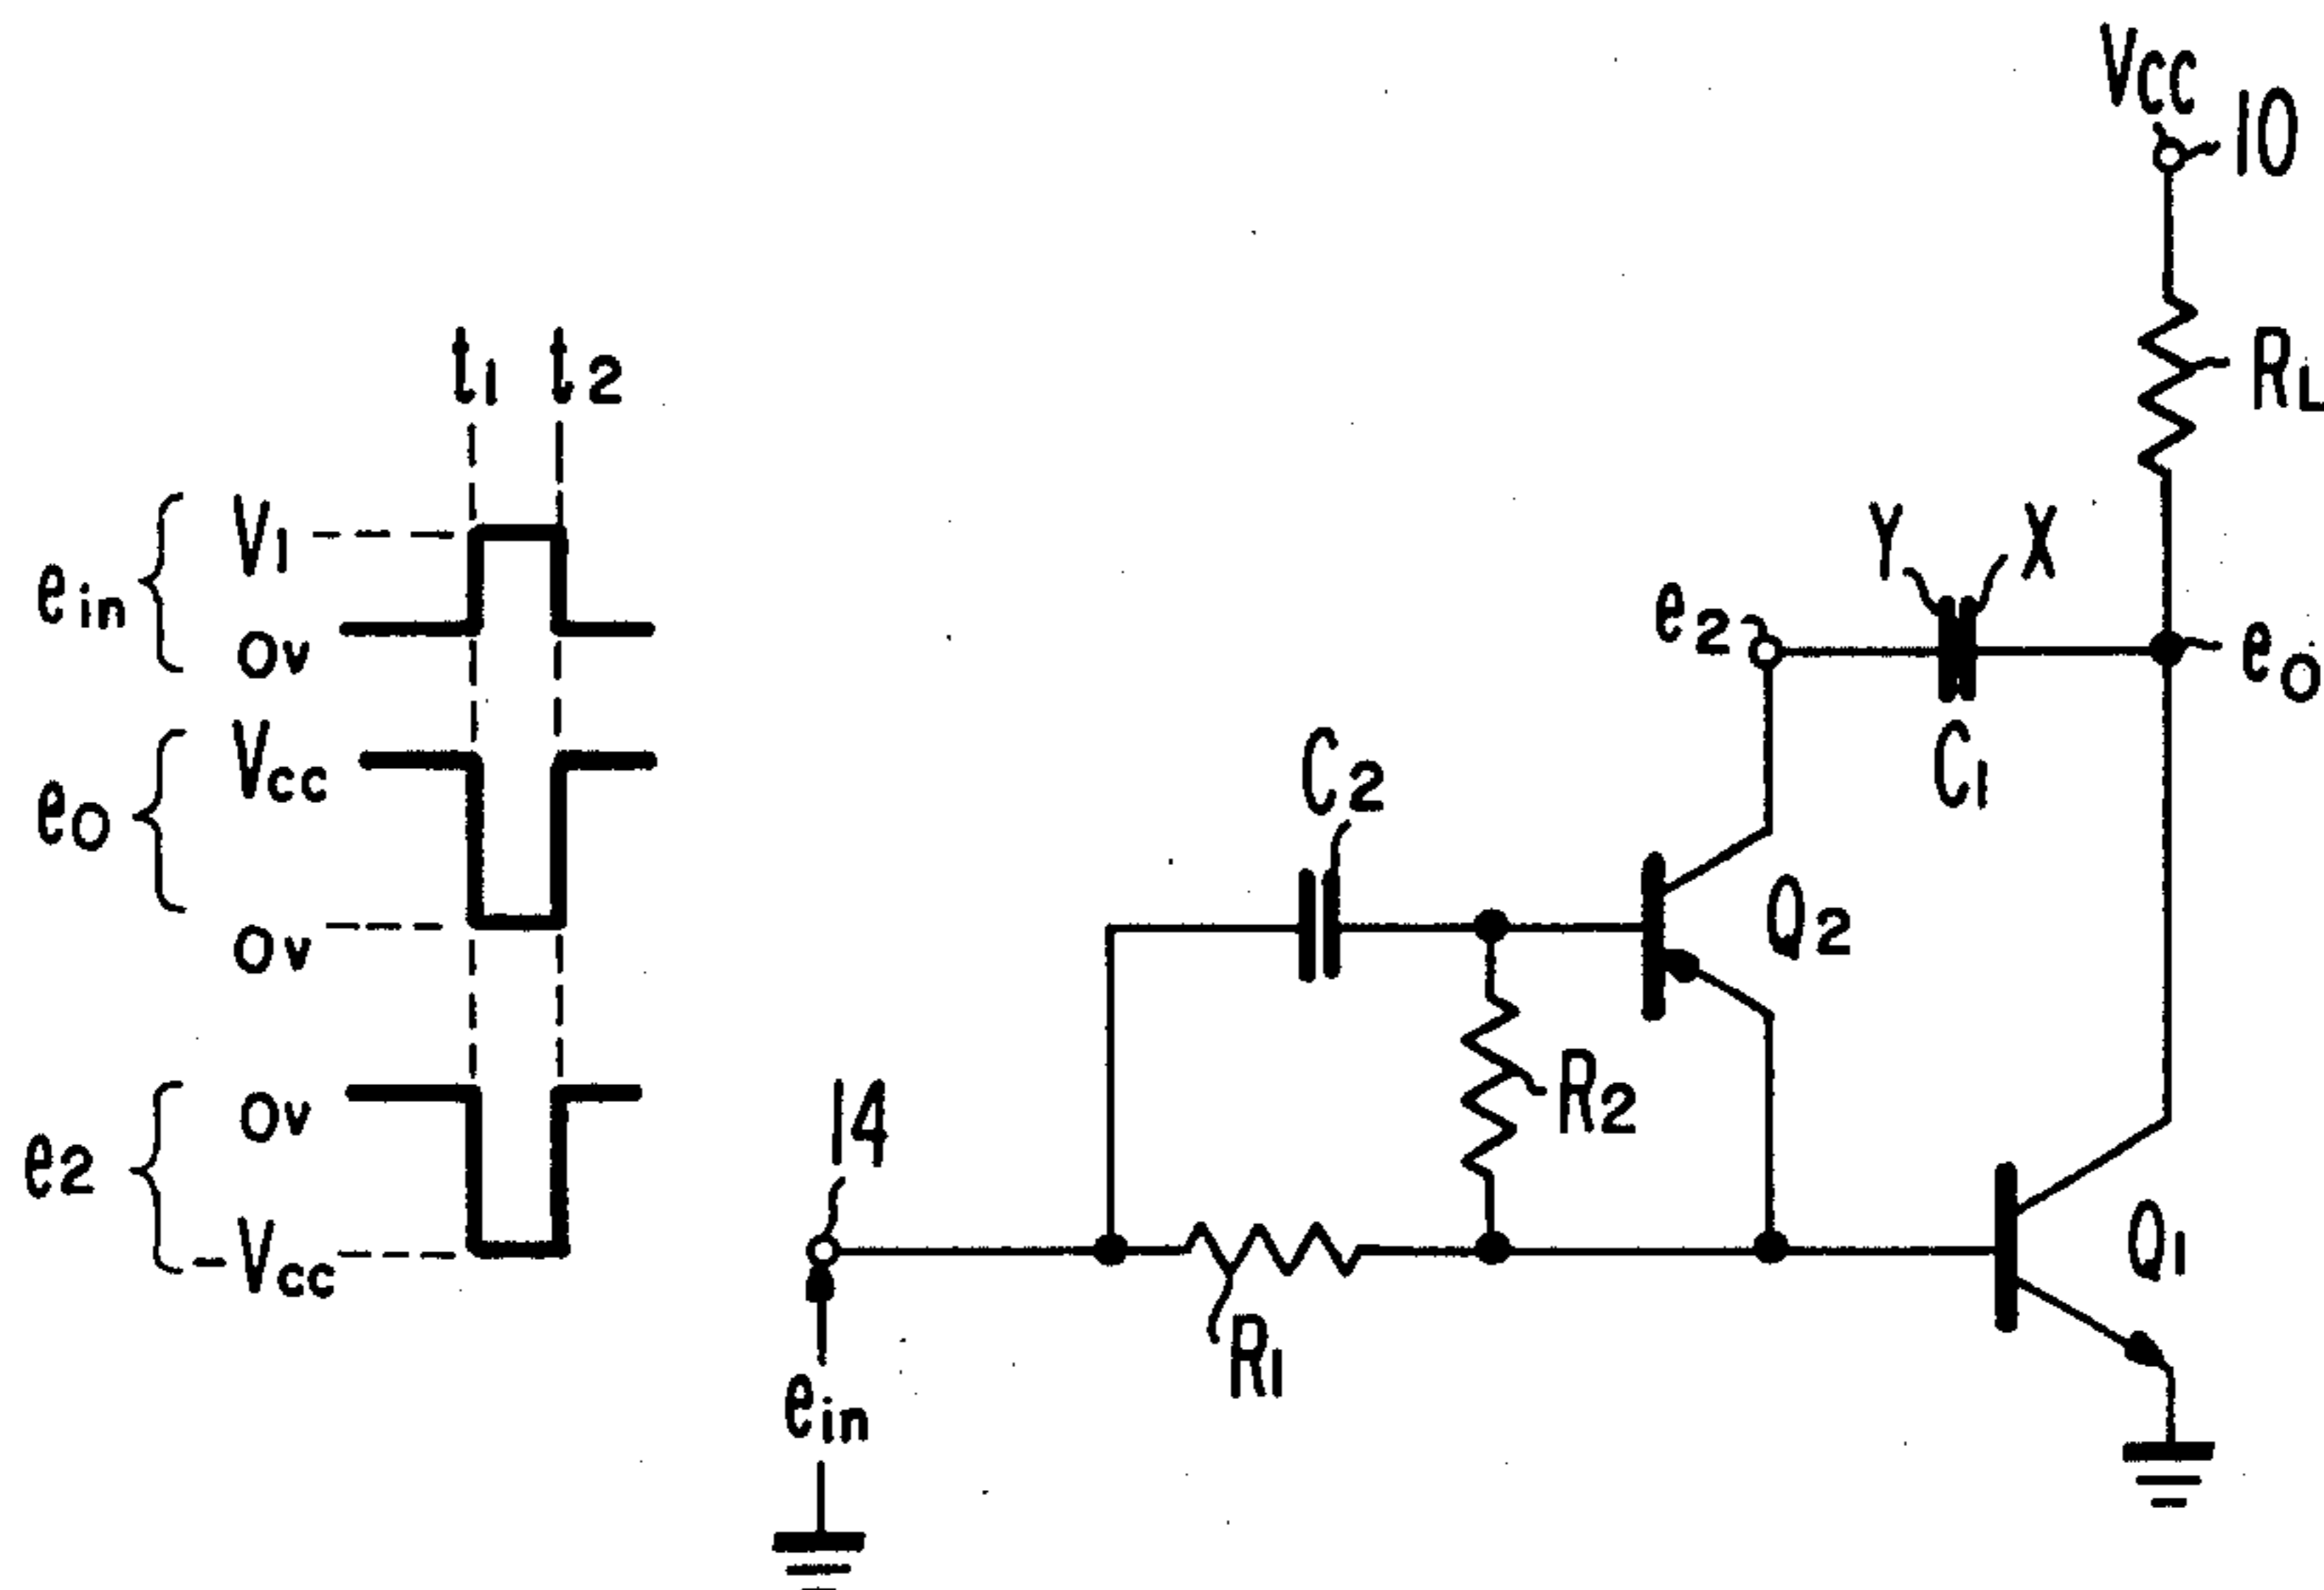 t1 t2
ein V1
0v
eo Vcc
0v
e2 0v
-Vcc
Vcc
10
RL
Y X
e2
eo
C1
C2
Q2
R2
14
R1
Q1
ein